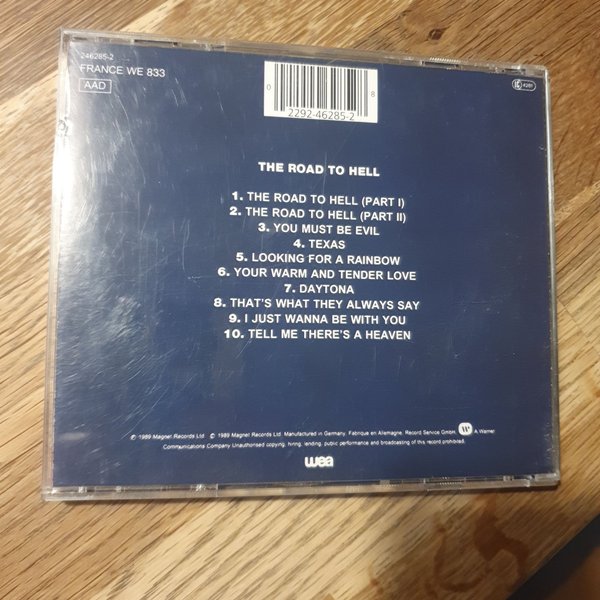 246285-2
FRANCE WE 833
AAD
0
8
2292-46285-2
THE ROAD TO HELL
1. THE ROAD TO HELL (PART I)
2. THE ROAD TO HELL (PART II)
3. YOU MUST BE EVIL
4. TEXAS
5. LOOKING FOR A RAINBOW
6. YOUR WARM AND TENDER LOVE
7. DAYTONA
8. THAT'S WHAT THEY ALWAYS SAY
9. I JUST WANNA BE WITH YOU
10. TELL ME THERE'S A HEAVEN
℗ 1989 Magnet Records Ltd. © 1989 Magnet Records Ltd. Manufactured in Germany. Fabriqué en Allemagne. Record Service GmbH. A Warner
Communications Company Unauthorised copying, hiring, lending, public performance and broadcasting of this record prohibited.
wea